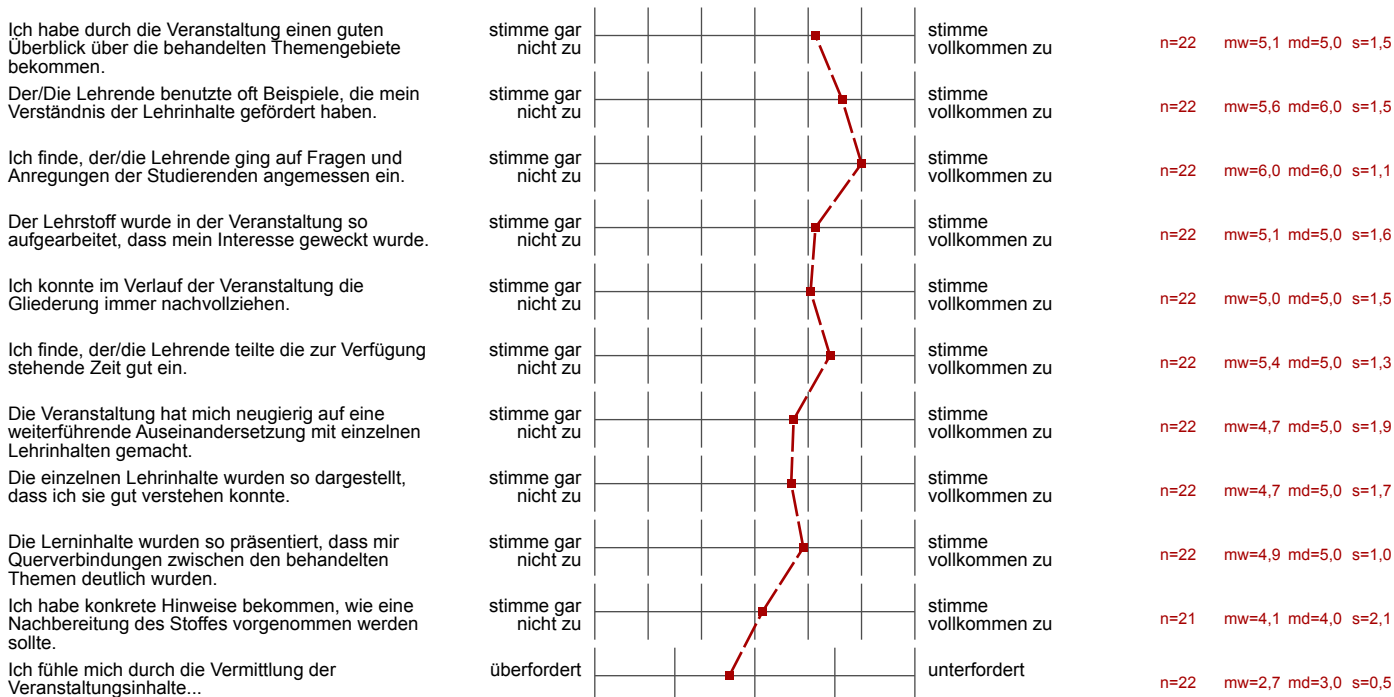 Ich habe durch die Veranstaltung einen guten
Überblick über die behandelten Themengebiete
bekommen.
stimme gar
nicht zu
stimme
vollkommen zu
n=22 mw=5,1 md=5,0 s=1,5
Der/Die Lehrende benutzte oft Beispiele, die mein
Verständnis der Lehrinhalte gefördert haben.
stimme gar
nicht zu
stimme
vollkommen zu
n=22 mw=5,6 md=6,0 s=1,5
Ich finde, der/die Lehrende ging auf Fragen und
Anregungen der Studierenden angemessen ein.
stimme gar
nicht zu
stimme
vollkommen zu
n=22 mw=6,0 md=6,0 s=1,1
Der Lehrstoff wurde in der Veranstaltung so
aufgearbeitet, dass mein Interesse geweckt wurde.
stimme gar
nicht zu
stimme
vollkommen zu
n=22 mw=5,1 md=5,0 s=1,6
Ich konnte im Verlauf der Veranstaltung die
Gliederung immer nachvollziehen.
stimme gar
nicht zu
stimme
vollkommen zu
n=22 mw=5,0 md=5,0 s=1,5
Ich finde, der/die Lehrende teilte die zur Verfügung
stehende Zeit gut ein.
stimme gar
nicht zu
stimme
vollkommen zu
n=22 mw=5,4 md=5,0 s=1,3
Die Veranstaltung hat mich neugierig auf eine
weiterführende Auseinandersetzung mit einzelnen
Lehrinhalten gemacht.
stimme gar
nicht zu
stimme
vollkommen zu
n=22 mw=4,7 md=5,0 s=1,9
Die einzelnen Lehrinhalte wurden so dargestellt,
dass ich sie gut verstehen konnte.
stimme gar
nicht zu
stimme
vollkommen zu
n=22 mw=4,7 md=5,0 s=1,7
Die Lerninhalte wurden so präsentiert, dass mir
Querverbindungen zwischen den behandelten
Themen deutlich wurden.
stimme gar
nicht zu
stimme
vollkommen zu
n=22 mw=4,9 md=5,0 s=1,0
Ich habe konkrete Hinweise bekommen, wie eine
Nachbereitung des Stoffes vorgenommen werden
sollte.
stimme gar
nicht zu
stimme
vollkommen zu
n=21 mw=4,1 md=4,0 s=2,1
Ich fühle mich durch die Vermittlung der
Veranstaltungsinhalte...
überfordert
unterfordert
n=22 mw=2,7 md=3,0 s=0,5